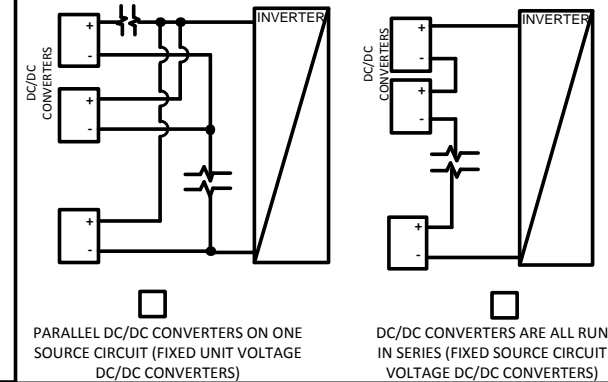 INVERTER
DC/DC
CONVERTERS
+
-
+
-
+
-
PARALLEL DC/DC CONVERTERS ON ONE
SOURCE CIRCUIT (FIXED UNIT VOLTAGE
DC/DC CONVERTERS)
INVERTER
DC/DC
CONVERTERS
+
-
+
-
+
-
DC/DC CONVERTERS ARE ALL RUN
IN SERIES (FIXED SOURCE CIRCUIT
VOLTAGE DC/DC CONVERTERS)